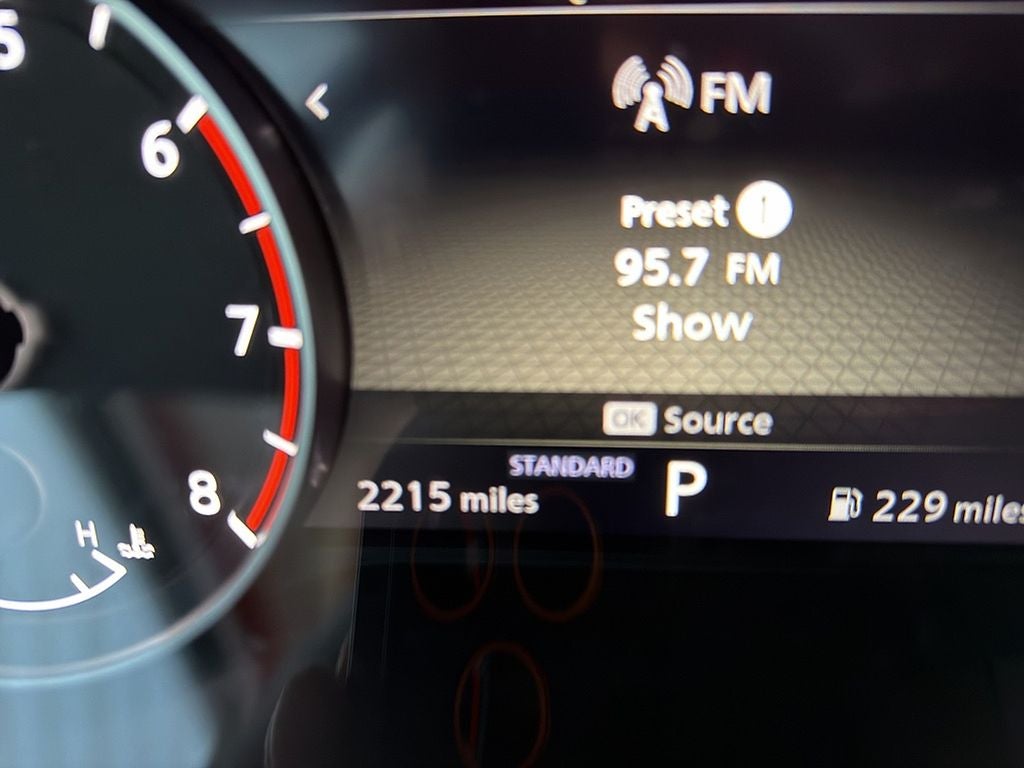 5
6
7
8
H
FM
Preset 1
95.7 FM
Show
OK Source
STANDARD
2215 miles
P
229 miles